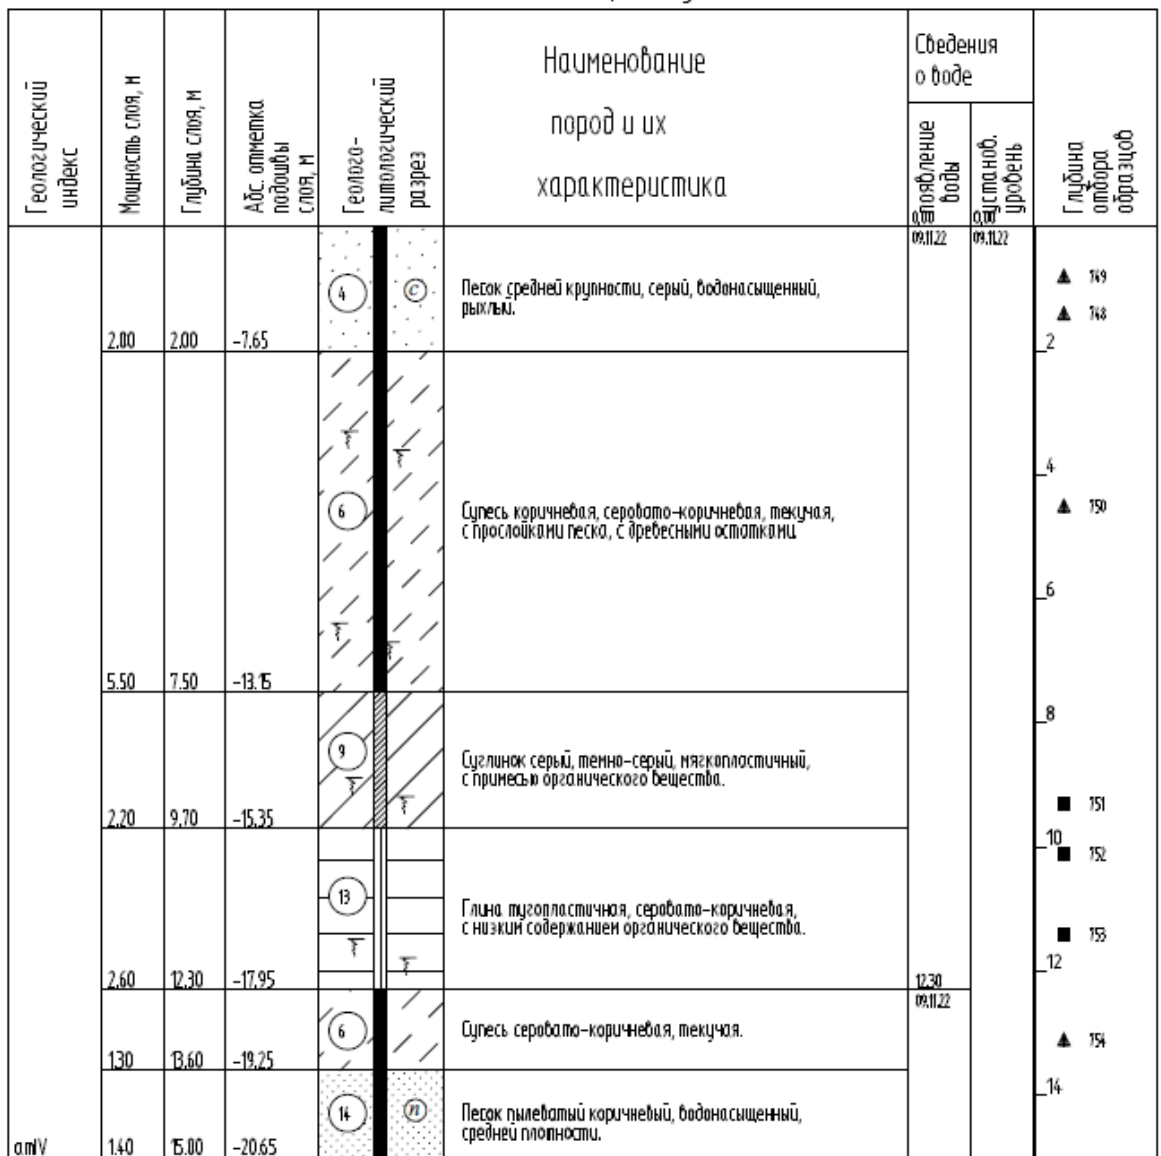 Геологический
индекс
Мощность слоя, м
Глубина слоя, м
Абс. отметка
подошвы
слоя, м
Геолого-
литологический
разрез
Наименование
пород и их
характеристика
Сведения
о воде
появление
воды
установ.
уровень
Глубина
отбора
образцов
0,00
0,00
09.11.22
09.11.22
4
с
Песок средней крупности, серый, водонасыщенный,
рыхлый.
749
748
2.00
2.00
-7.65
2
4
6
Супесь коричневая, серовато-коричневая, текучая,
с прослойками песка, с древесными остатками.
750
6
5.50
7.50
-13.15
8
9
Суглинок серый, темно-серый, мягкопластичный,
с примесью органического вещества.
751
2.20
9.70
-15.35
10
752
13
Глина тугопластичная, серовато-коричневая,
с низким содержанием органического вещества.
753
12
2.60
12.30
-17.95
12.30
09.11.22
6
Супесь серовато-коричневая, текучая.
754
1.30
13.60
-19.25
14
14
п
Песок пылеватый коричневый, водонасыщенный,
средней плотности.
amIV
1.40
15.00
-20.65